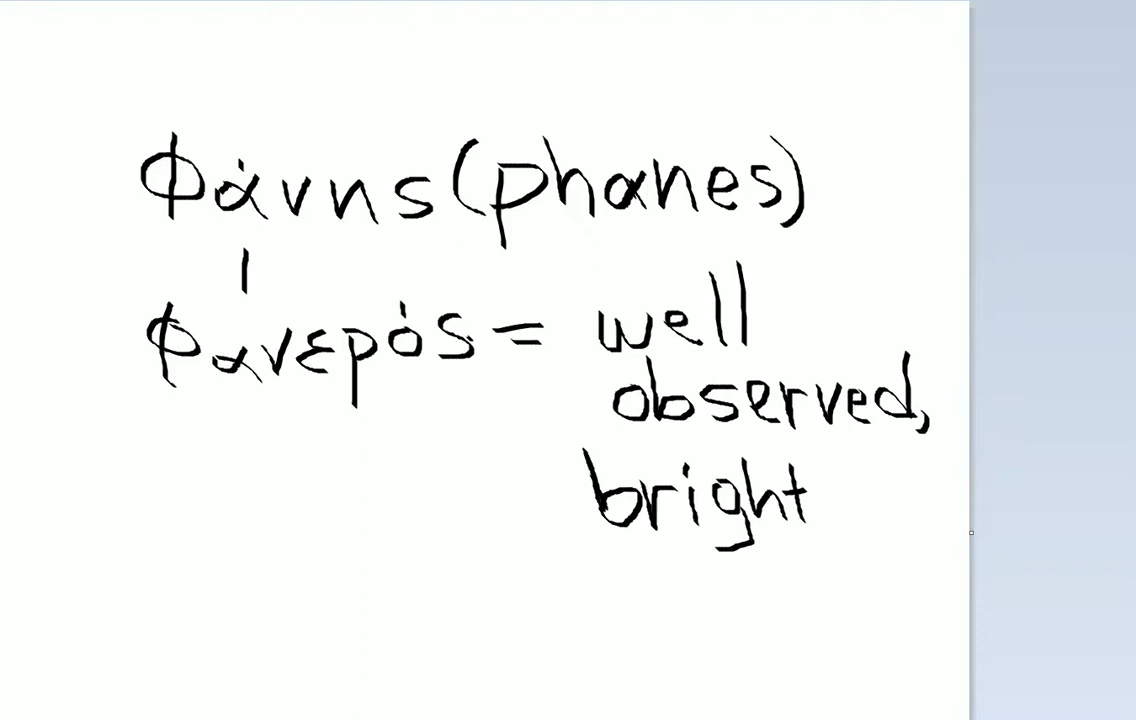 Φάνης (phanes)
φανερός = well
observed,
bright